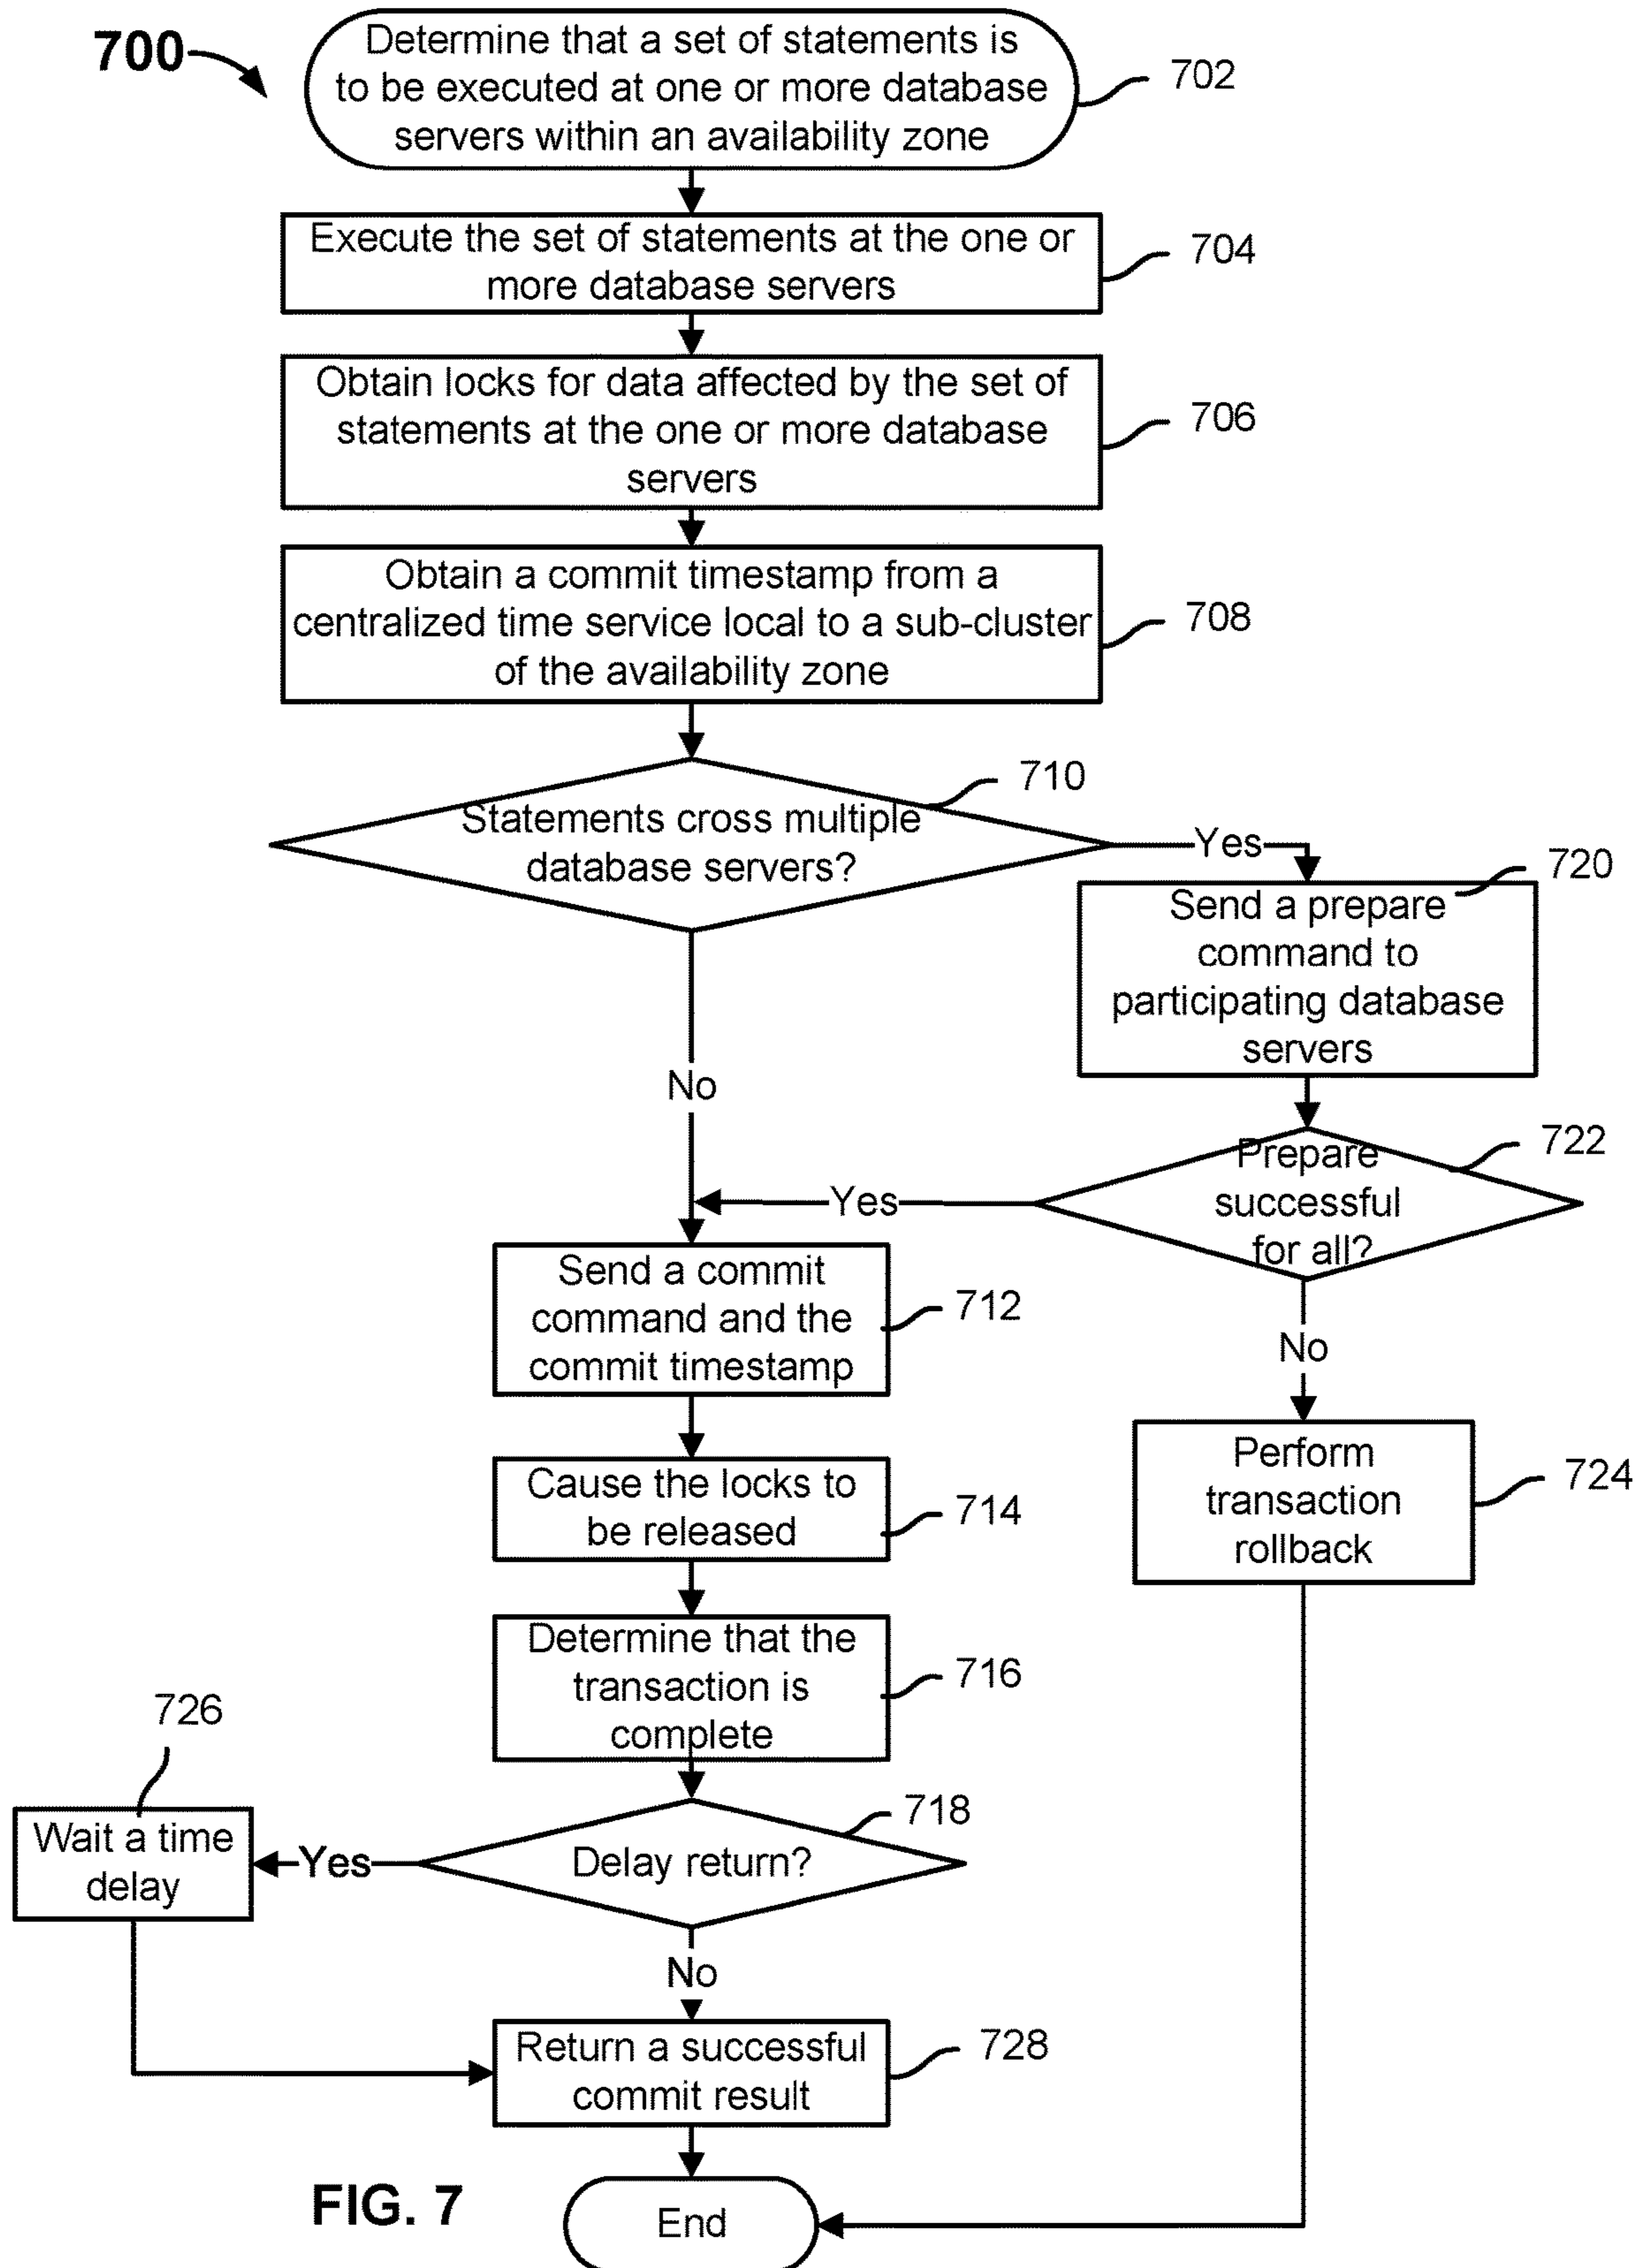 700
Determine that a set of statements is
to be executed at one or more database
servers within an availability zone
702
Execute the set of statements at the one or
more database servers
704
Obtain locks for data affected by the set of
statements at the one or more database
servers
706
Obtain a commit timestamp from a
centralized time service local to a sub-cluster
of the availability zone
708
710
Statements cross multiple
database servers?
Yes
720
Send a prepare
command to
participating database
servers
No
722
Prepare
successful
for all?
Yes
Send a commit
command and the
commit timestamp
712
No
Cause the locks to
be released
714
Perform
transaction
rollback
724
Determine that the
transaction is
complete
716
726
Wait a time
delay
Yes
718
Delay return?
No
Return a successful
commit result
728
FIG. 7
End